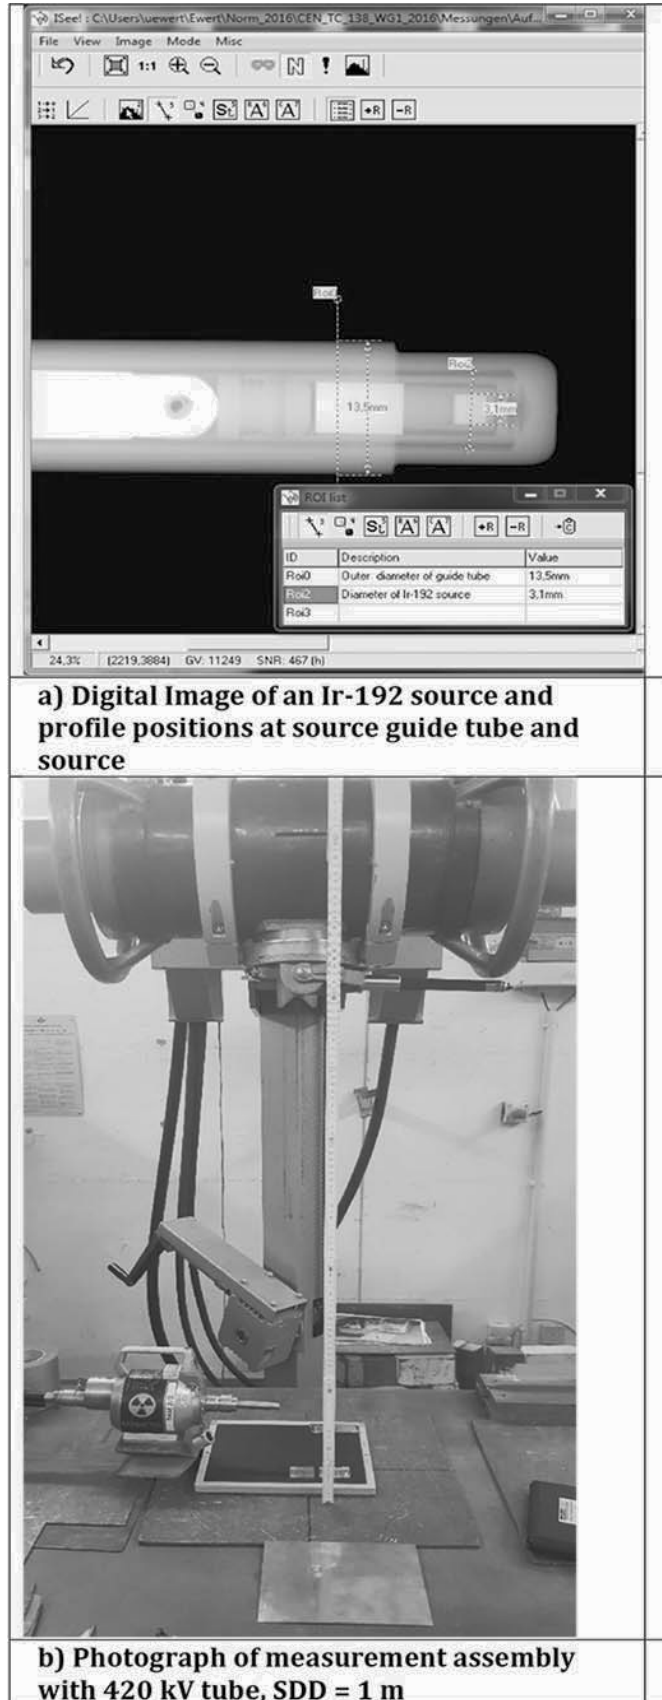 ISee! : C:\Users\uewert\Ewert\Norm_2016\CEN_TC_138_WG1_2016\Messungen\Auf...
File View Image Mode Misc
1:1
N !
+R -R
Roi0
Roi2
13,5mm
3,1mm
ROI list
+R -R
ID Description Value
Roi0 Outer diameter of guide tube 13,5mm
Roi2 Diameter of Ir-192 source 3,1mm
Roi3
24,3% (2219,3884) GV: 11249 SNR: 467 (h)
a) Digital Image of an Ir-192 source and
profile positions at source guide tube and
source
b) Photograph of measurement assembly
with 420 kV tube, SDD = 1 m